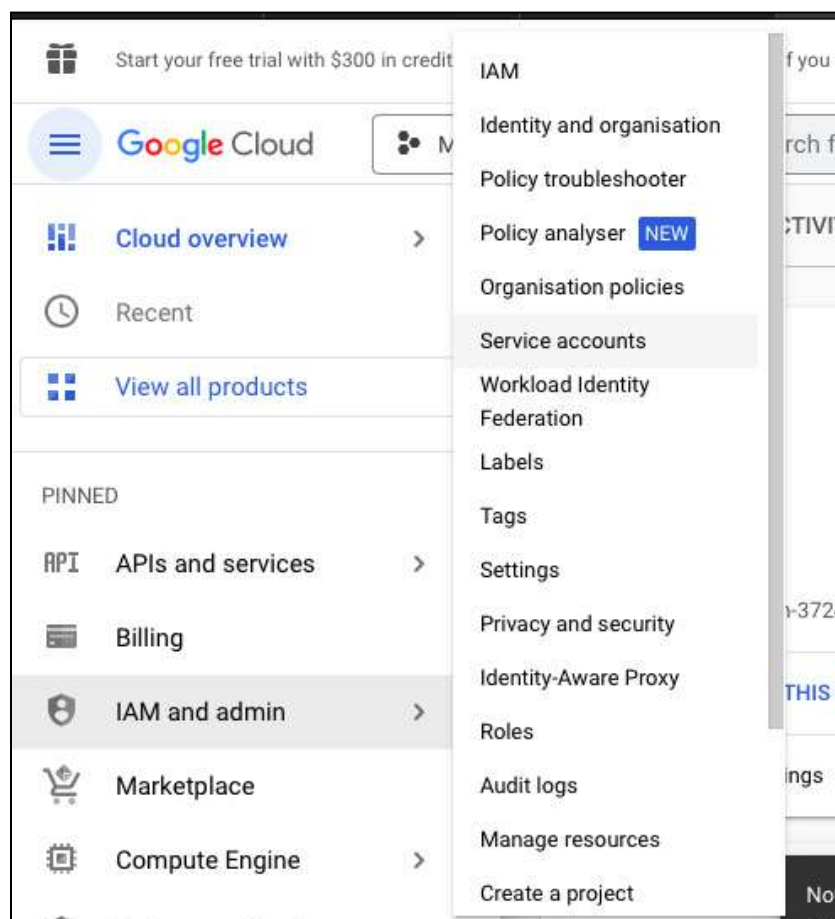 Start your free trial with $300 in credit
f you
Google Cloud
M
rch f
Cloud overview
Recent
View all products
PINNED
API APIs and services
Billing
IAM and admin
Marketplace
Compute Engine
IAM
Identity and organisation
Policy troubleshooter
Policy analyser NEW
Organisation policies
Service accounts
Workload Identity
Federation
Labels
Tags
Settings
Privacy and security
Identity-Aware Proxy
Roles
Audit logs
Manage resources
Create a project
CTIVI
THIS
ings
No